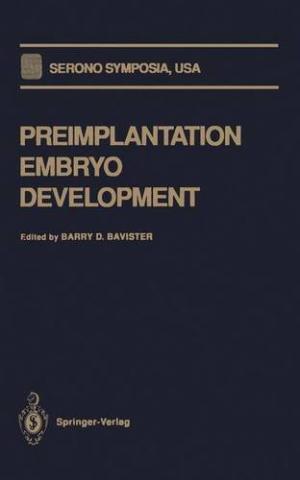 SERONO SYMPOSIA, USA
PREIMPLANTATION
EMBRYO
DEVELOPMENT
Edited by BARRY D. BAVISTER
Springer-Verlag